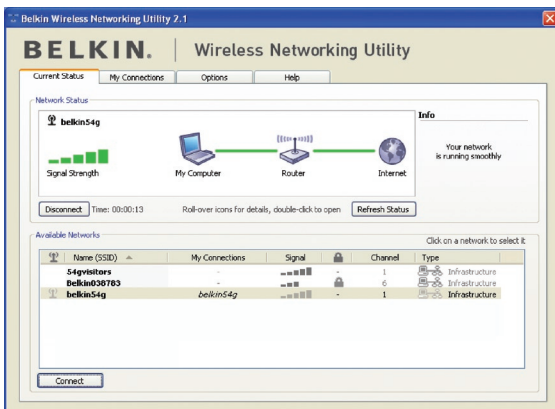 Belkin Wireless Networking Utility 2.1
BELKIN. Wireless Networking Utility
Current Status My Connections Options Help
Network Status
belkin54g
Info
Your network
is running smoothly
Signal Strength My Computer Router Internet
Disconnect Time: 00:00:13 Roll-over icons for details, double-click to open Refresh Status
Available Networks
Click on a network to select it
Name (SSID) My Connections Signal Channel Type
54gvisitors - - 1 Infrastructure
Belkin038783 - 6 Infrastructure
belkin54g belkin54g - 1 Infrastructure
Connect